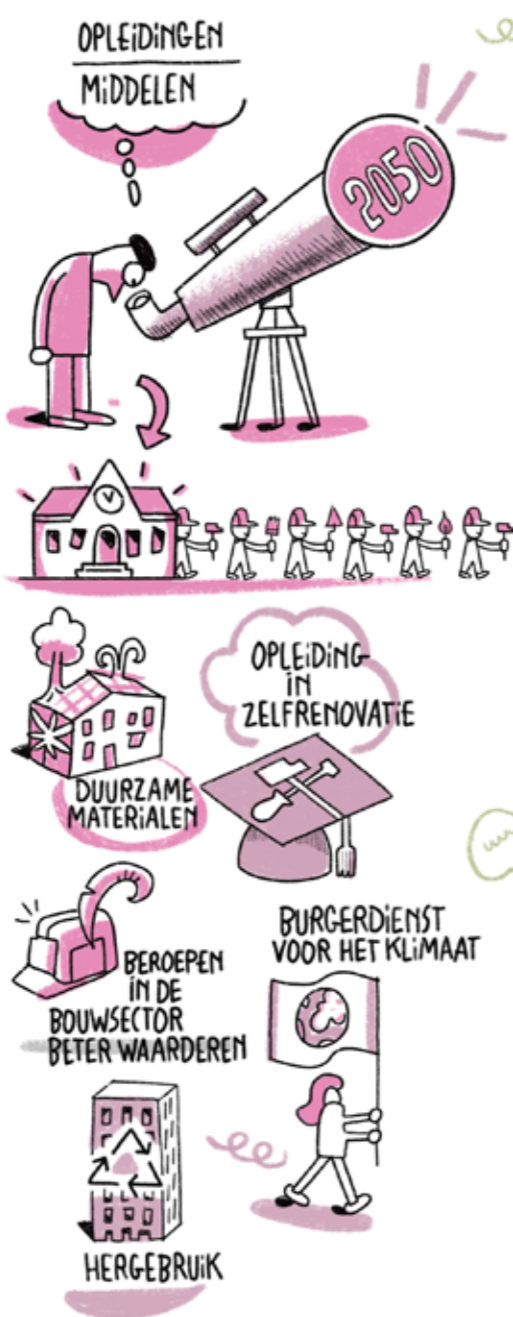 OPLEIDINGEN
MIDDELEN
2050
OPLEIDING
IN
ZELFRENOVATIE
DUURZAME
MATERIALEN
BEROEPEN
IN DE
BOUWSECTOR
BETER WAARDEREN
BURGERDIENST
VOOR HET KLIMAAT
HERGEBRUIK